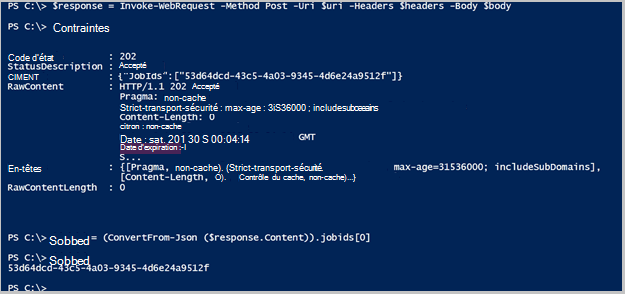 PS C:\> $response = Invoke-WebRequest -Method Post -Uri $uri -Headers $headers -Body $body
PS C:\> Contraintes
Code d'état : 202
StatusDescription : Accepté
CIMENT : {"JobIds":["53d64dcd-43c5-4a03-9345-4d6e24a9512f"]}
RawContent : HTTP/1.1 202 Accepté
Pragma: non-cache
Strict-transport-sécurité : max-age : 3iS36000 ; includesubdomains
Content-Length: 0
citron : non-cache
Date : sat. 201 30 S 00:04:14 GMT
Date d'expiration :-l
S...
En-têtes : {[Pragma, non-cache). (Strict-transport-sécurité. max-age=31536000; includeSubDomains],
[Content-Length, O). Contrôle du cache, non-cache)...}
RawContentLength : 0
PS C:\> Sobbed = (ConvertFrom-Json ($response.Content)).jobids[0]
PS C:\> Sobbed
53d64dcd-43c5-4a03-9345-4d6e24a9512f
PS C:\>